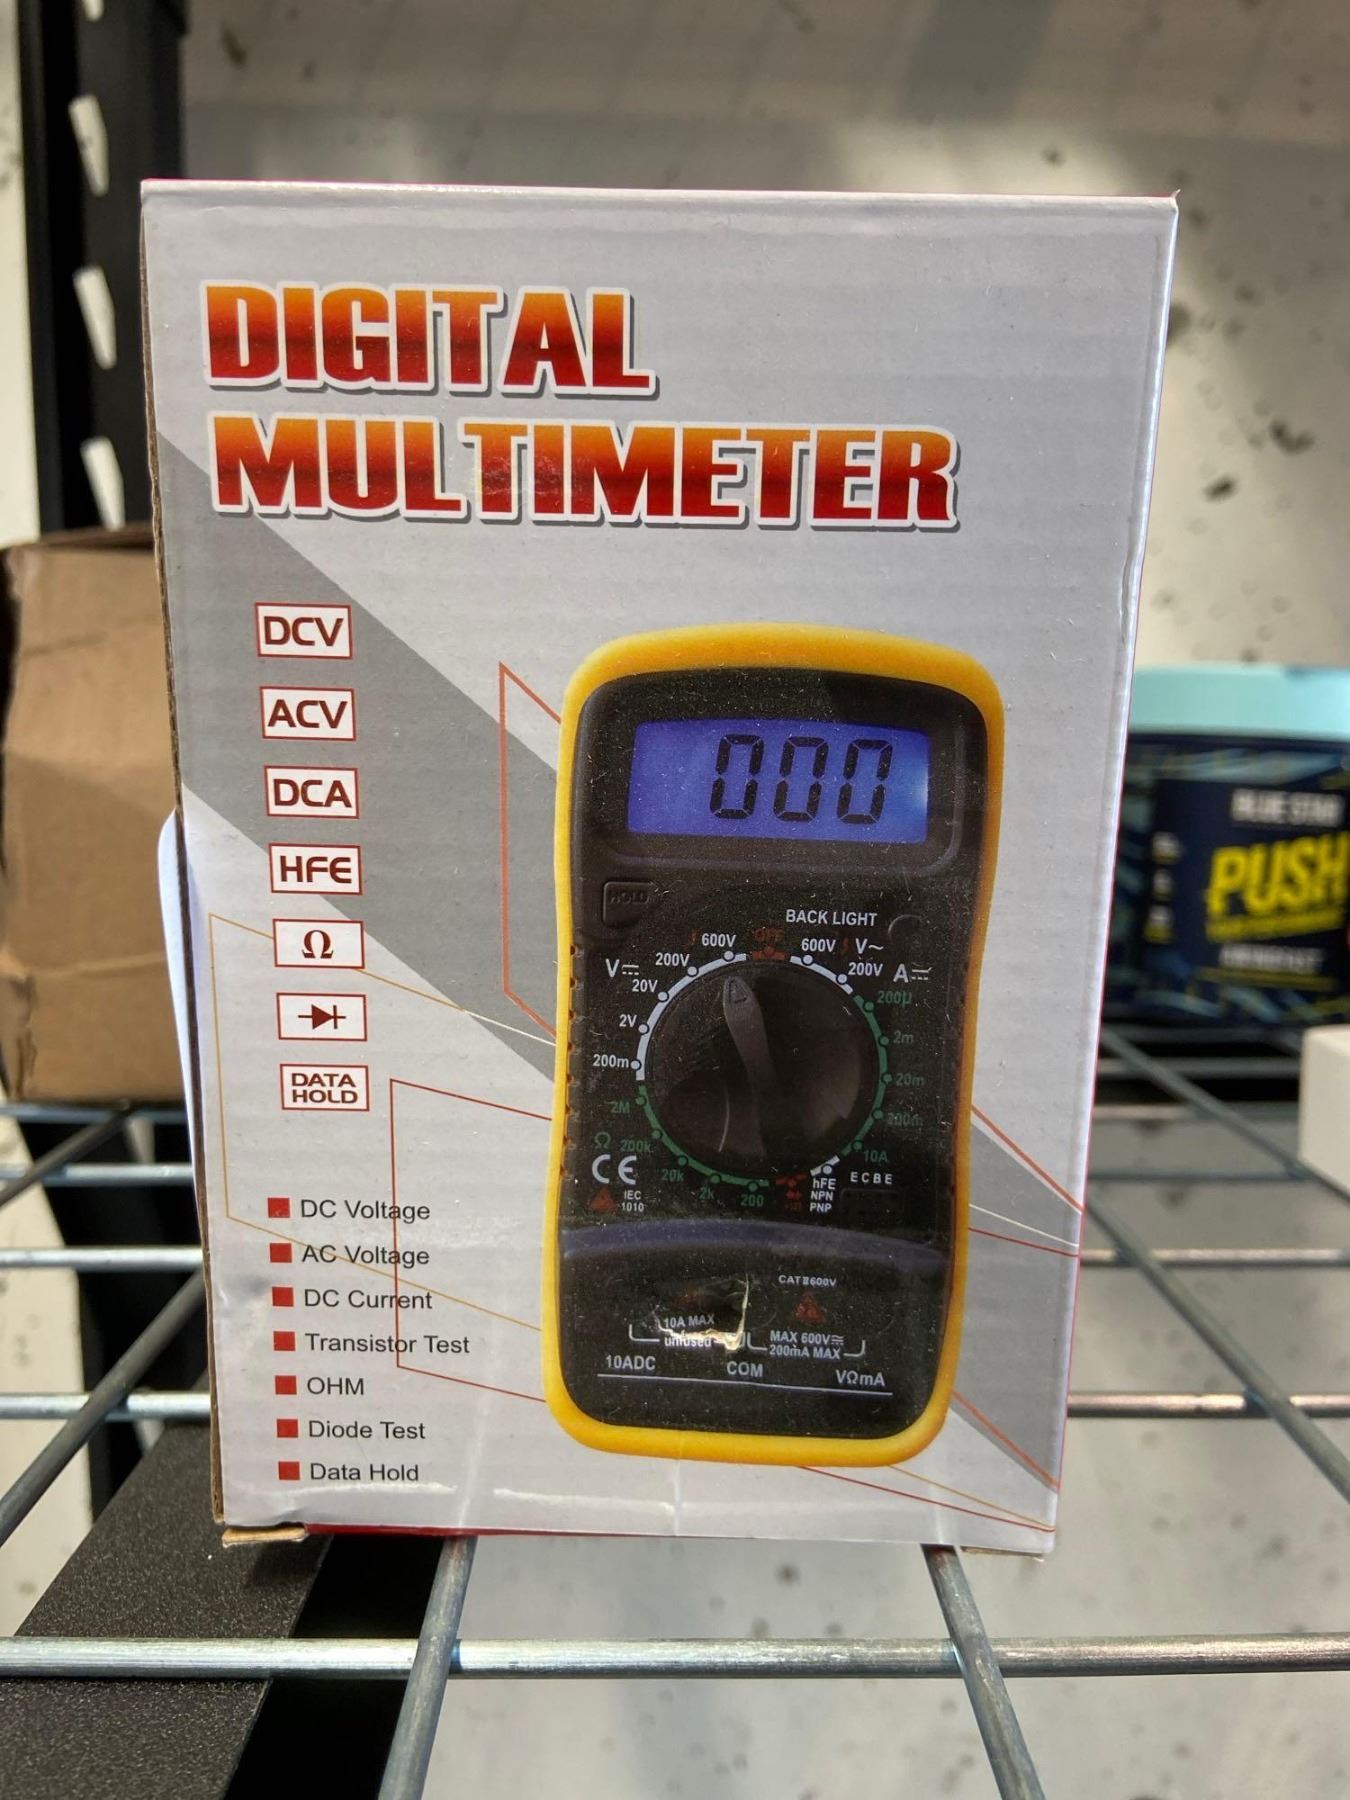 DIGITAL
MULTIMETER
DCV
ACV
DCA
HFE
Ω
DATA
HOLD
DC Voltage
AC Voltage
DC Current
Transistor Test
OHM
Diode Test
Data Hold
000
HOLD
BACK LIGHT
OFF
600V
200V
V
20V
2V
200m
2M
Ω 200k
20k
2k
200
600V V~
200V A
200µ
2m
20m
200m
10A
hFE
NPN
PNP
ECBE
CE
IEC
1010
CAT II 600V
10A MAX
unfused
MAX 600V
200mA MAX
10ADC
COM
VΩmA
BLUE STAR
PUSH